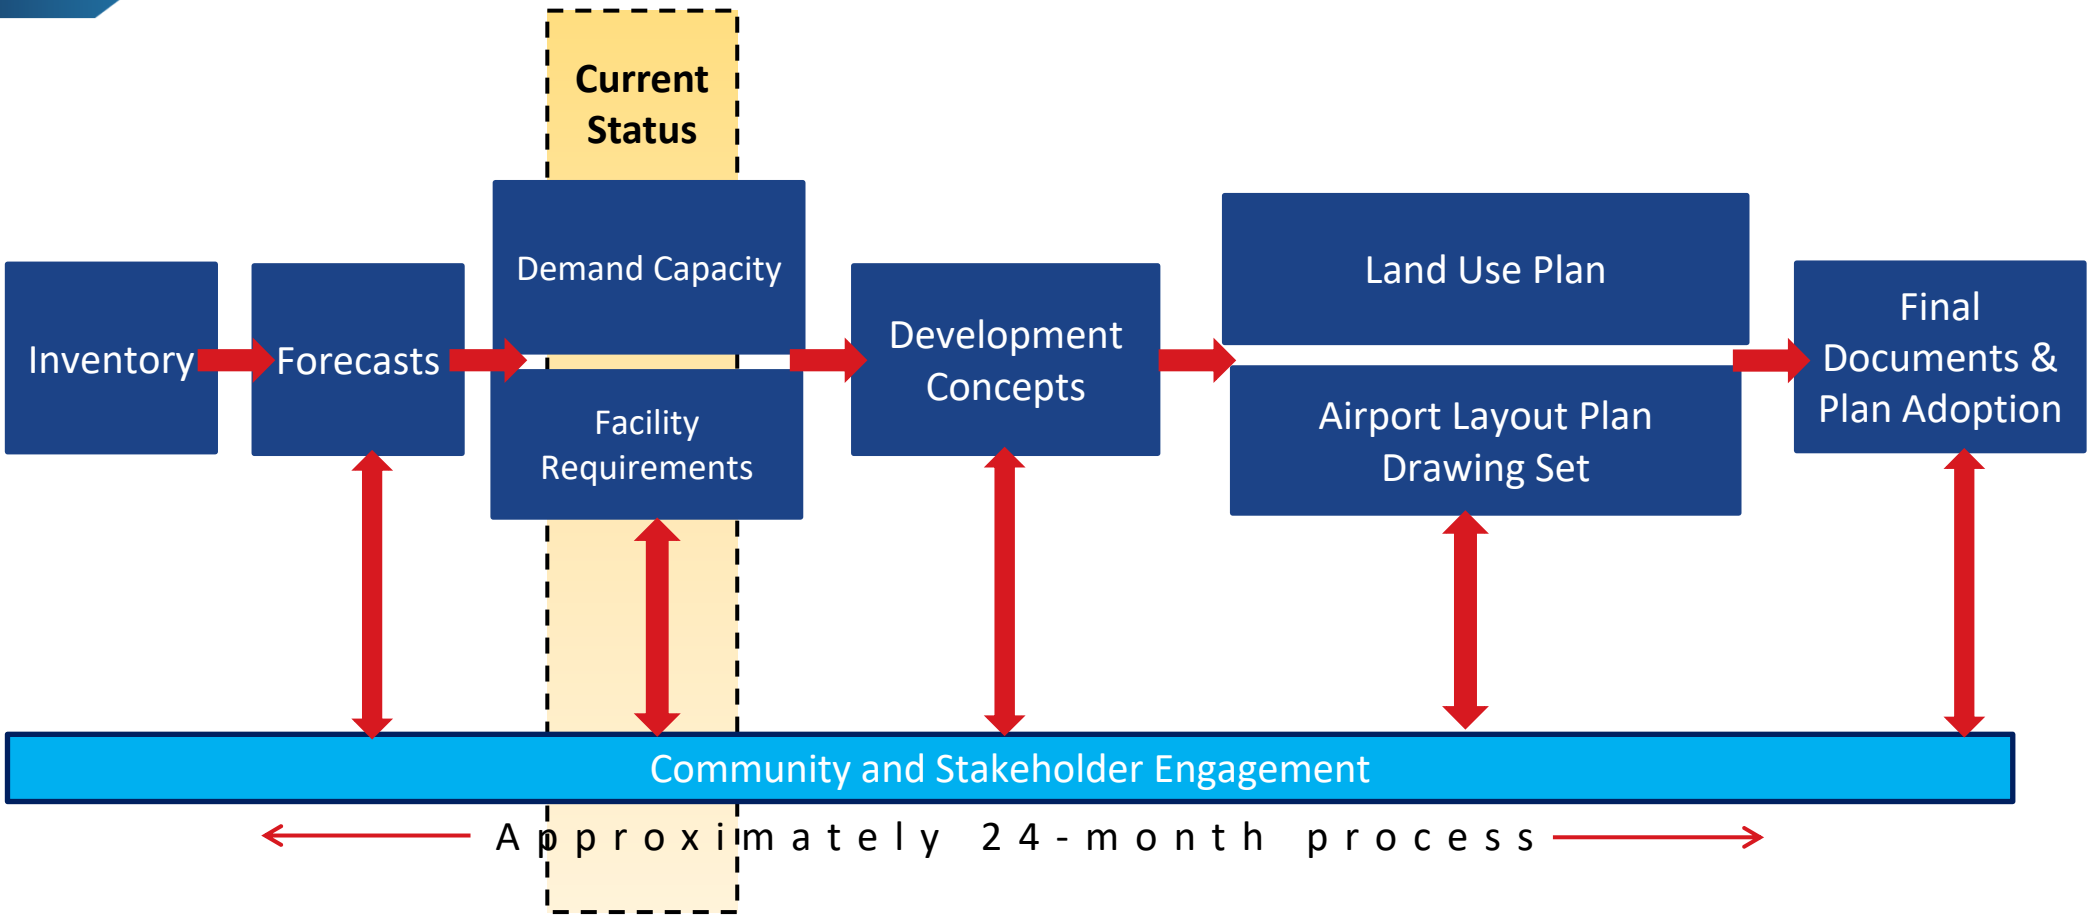 Current
Status
Inventory
Forecasts
Demand Capacity
Facility
Requirements
Development
Concepts
Land Use Plan
Airport Layout Plan
Drawing Set
Final
Documents &
Plan Adoption
Community and Stakeholder Engagement
Approximately 24-month process